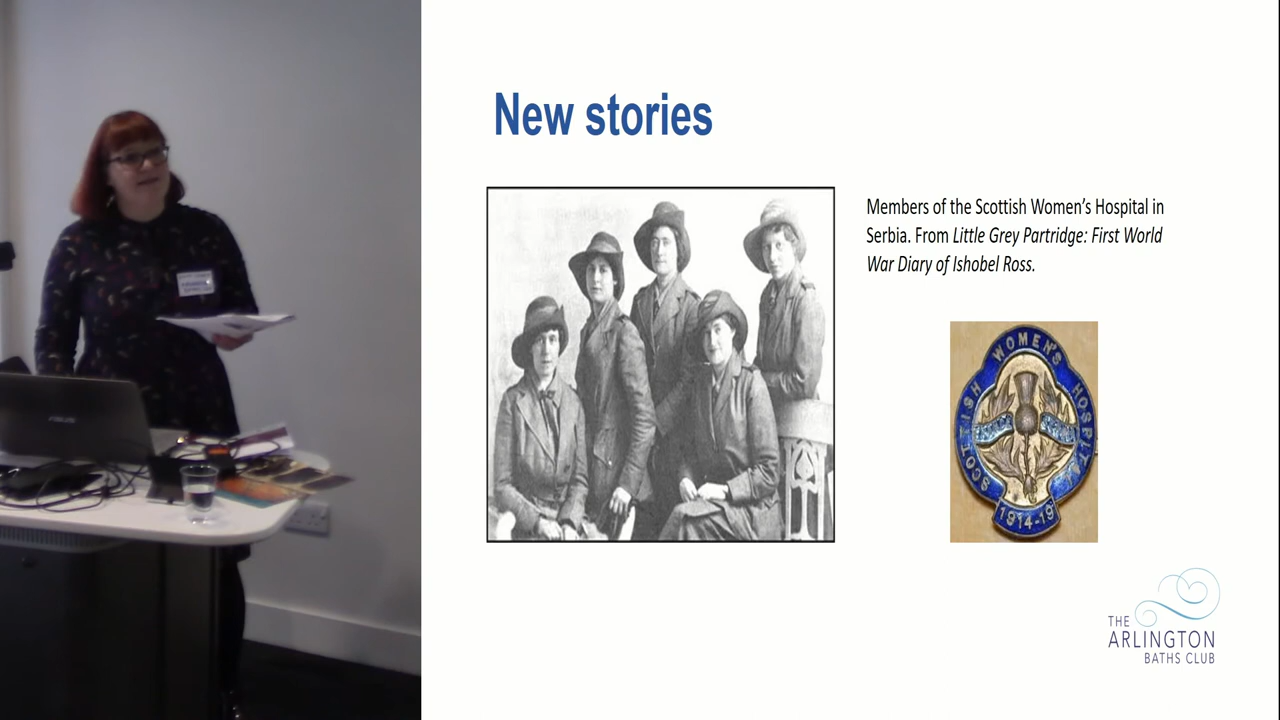 New stories
Members of the Scottish Women's Hospital in
Serbia. From Little Grey Partridge: First World
War Diary of Ishobel Ross.
SCOTTISH WOMEN'S HOSPITAL
1914-19
THE
ARLINGTON
BATHS CLUB
ASUS